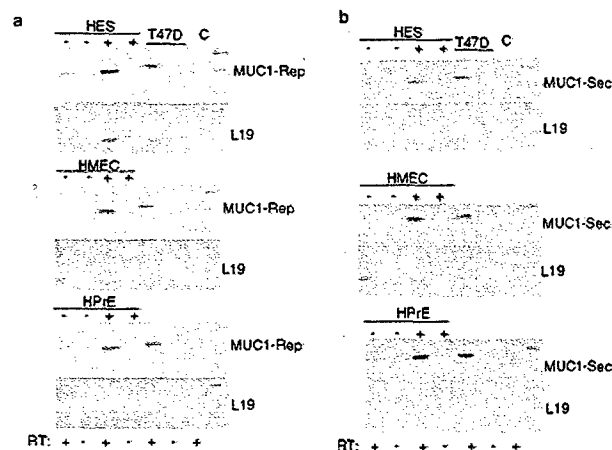 a
HES T47D C
- - + +
MUC1-Rep
L19
HMEC
- - + +
MUC1-Rep
L19
HPrE
- - + +
MUC1-Rep
L19
RT: + - + - + - +
b
HES T47D C
- - + +
MUC1-Sec
L19
HMEC
- - + +
MUC1-Sec
L19
HPrE
- - + +
MUC1-Sec
L19
RT: + - + - + - +